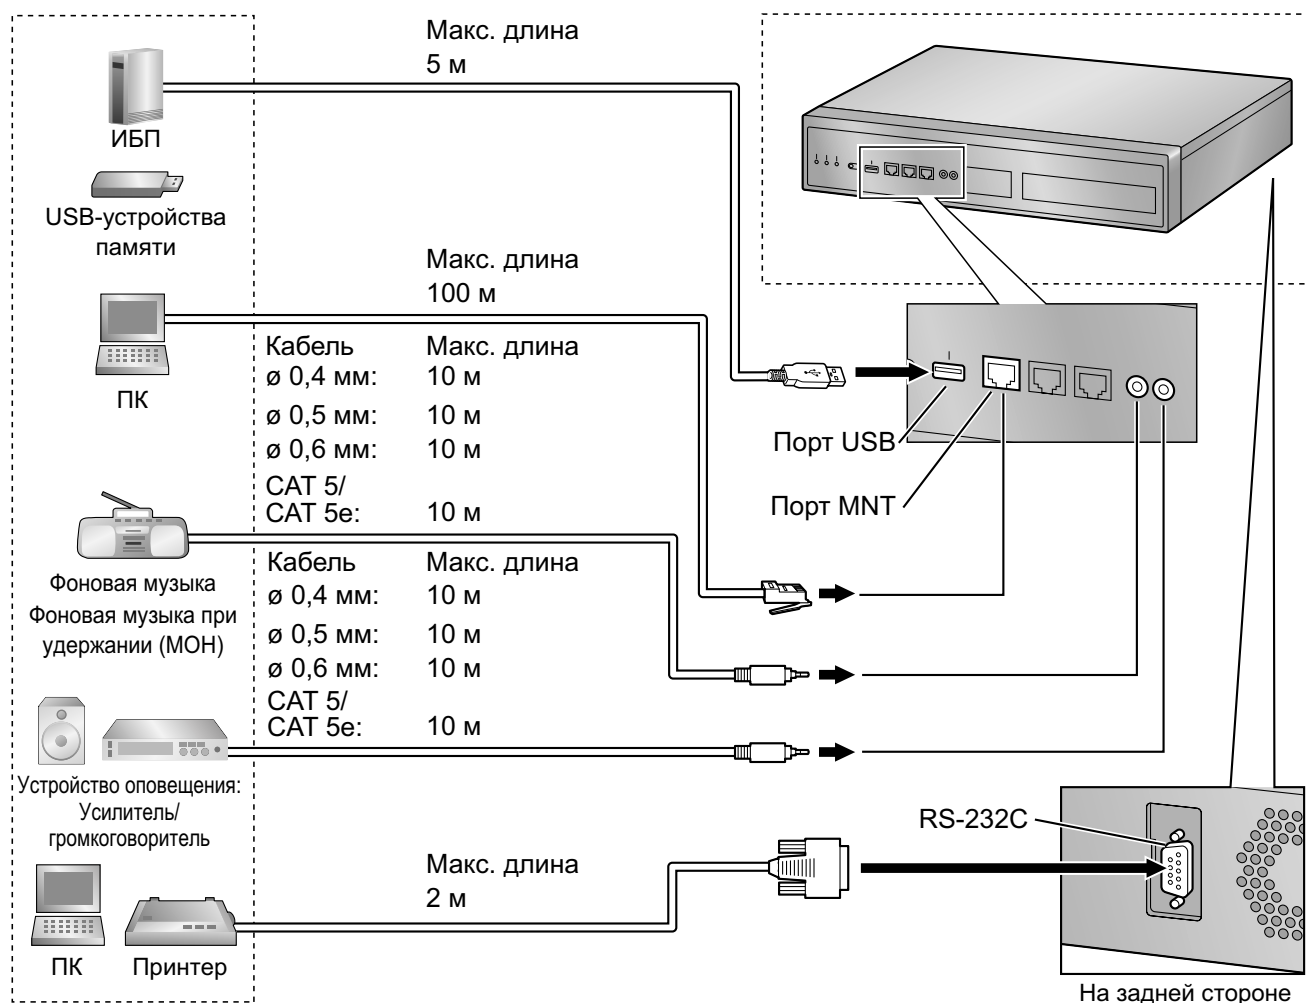 Макс. длина
5 м
ИБП
USB-устройства
памяти
Макс. длина
100 м
ПК
Кабель Макс. длина
ø 0,4 мм: 10 м
ø 0,5 мм: 10 м
ø 0,6 мм: 10 м
CAT 5/
CAT 5e: 10 м
Порт USB
Порт MNT
Фоновая музыка
Фоновая музыка при
удержании (MOH)
Кабель Макс. длина
ø 0,4 мм: 10 м
ø 0,5 мм: 10 м
ø 0,6 мм: 10 м
CAT 5/
CAT 5e: 10 м
Устройство оповещения:
Усилитель/
громкоговоритель
RS-232C
Макс. длина
2 м
ПК Принтер
На задней стороне